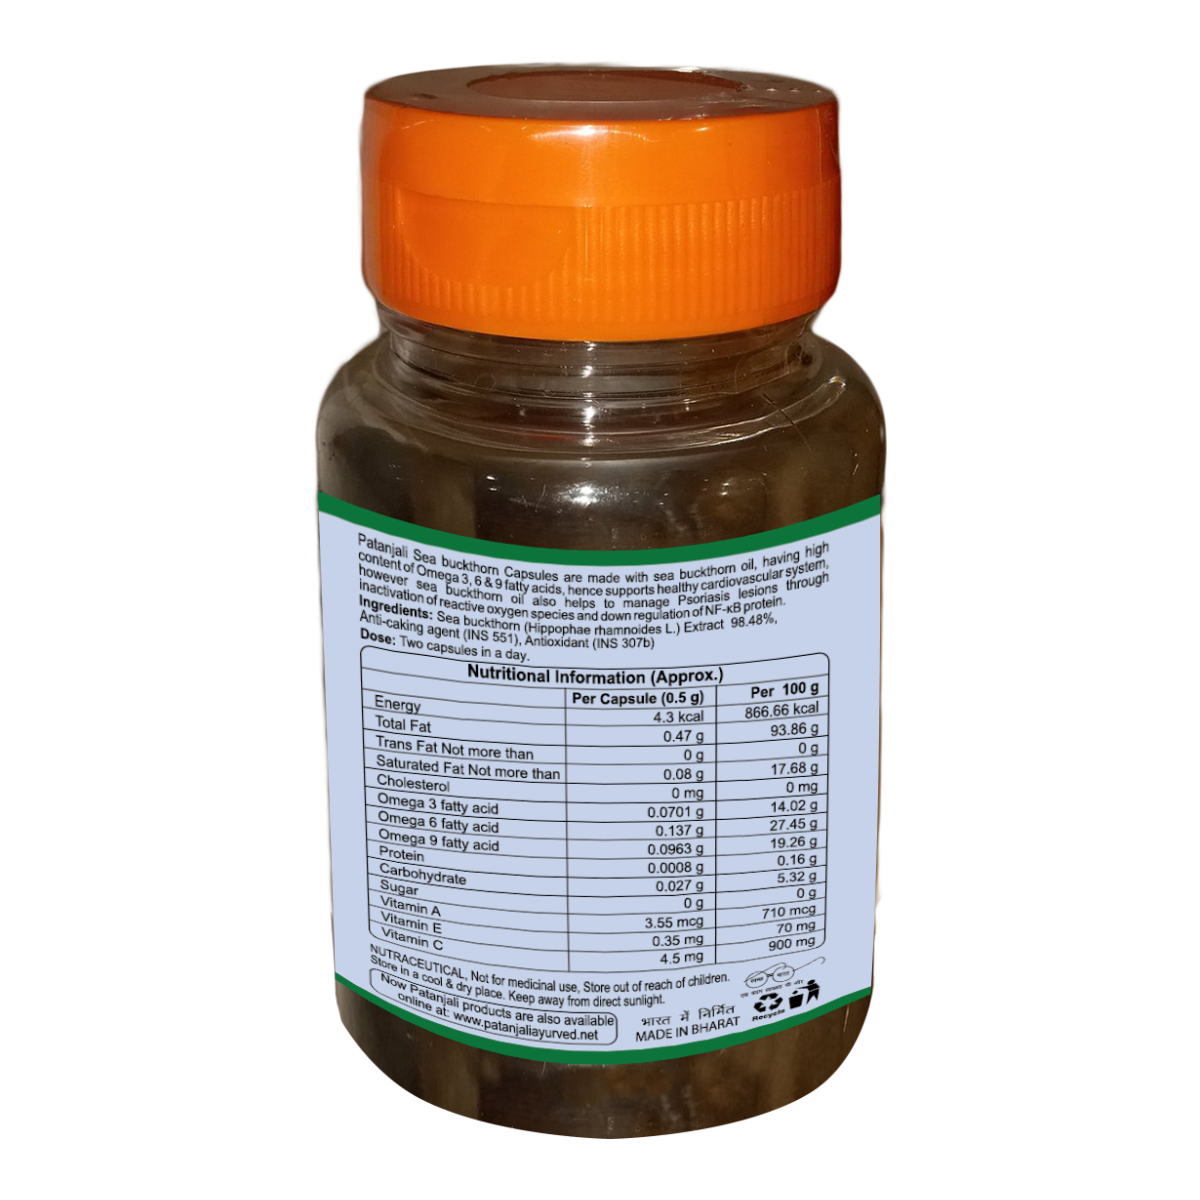 Patanjali Sea buckthorn Capsules are made with sea buckthorn oil, having high
content of Omega 3, 6 & 9 fatty acids, hence supports healthy cardiovascular system,
however sea buckthorn oil also helps to manage Psoriasis lesions through
inactivation of reactive oxygen species and down regulation of NF-κB protein.
Ingredients: Sea buckthorn (Hippophae rhamnoides L.) Extract 98.48%,
Anti-caking agent (INS 551), Antioxidant (INS 307b)
Dose: Two capsules in a day.
Nutritional Information (Approx.)
Per Capsule (0.5 g) Per 100 g
Energy 4.3 kcal 866.66 kcal
Total Fat 0.47 g 93.86 g
Trans Fat Not more than 0 g 0 g
Saturated Fat Not more than 0.08 g 17.68 g
Cholesterol 0 mg 0 mg
Omega 3 fatty acid 0.0701 g 14.02 g
Omega 6 fatty acid 0.137 g 27.45 g
Omega 9 fatty acid 0.0963 g 19.26 g
Protein 0.0008 g 0.16 g
Carbohydrate 0.027 g 5.32 g
Sugar 0 g 0 g
Vitamin A 3.55 mcg 710 mcg
Vitamin E 0.35 mg 70 mg
Vitamin C 4.5 mg 900 mg
NUTRACEUTICAL, Not for medicinal use, Store out of reach of children.
Store in a cool & dry place. Keep away from direct sunlight.
Now Patanjali products are also available
online at: www.patanjaliayurved.net
स्वच्छ भारत
एक कदम स्वच्छता की ओर
Recycle
भारत में निर्मित
MADE IN BHARAT